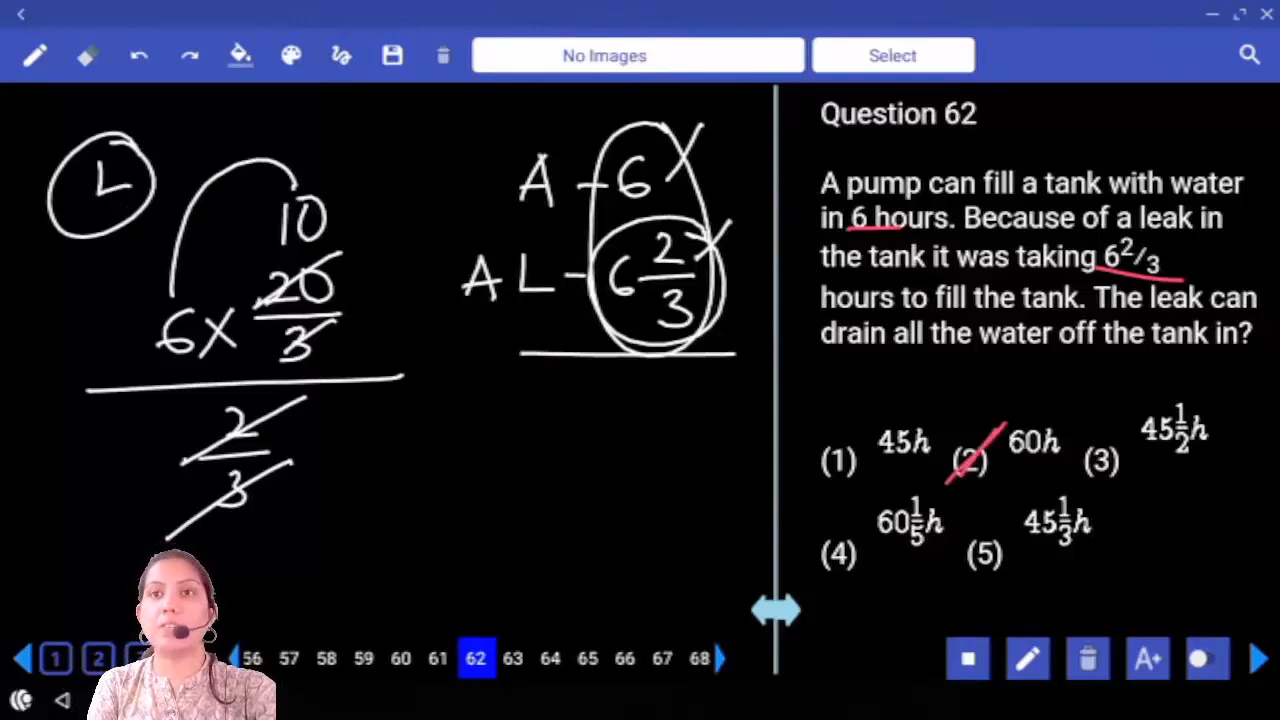 No Images
Select
L
10
20
6 x
3
2
3
A - 6
A L - 6 2/3
Question 62
A pump can fill a tank with water
in 6 hours. Because of a leak in
the tank it was taking 6²/₃
hours to fill the tank. The leak can
drain all the water off the tank in?
(1) 45h (2) 60h (3) 45 1/2 h
(4) 60 1/5 h (5) 45 1/3 h
1 2
56 57 58 59 60 61 62 63 64 65 66 67 68
A+